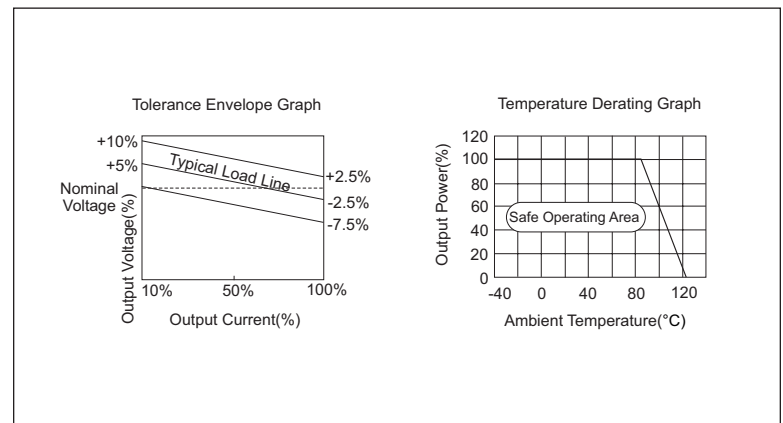 Tolerance Envelope Graph
+10%
+5%
Nominal
Voltage
Output Voltage(%)
Typical Load Line
+2.5%
-2.5%
-7.5%
10% 50% 100%
Output Current(%)
Temperature Derating Graph
Output Power(%)
120
100
80
60
40
20
0
Safe Operating Area
-40 0 40 80 120
Ambient Temperature(°C)